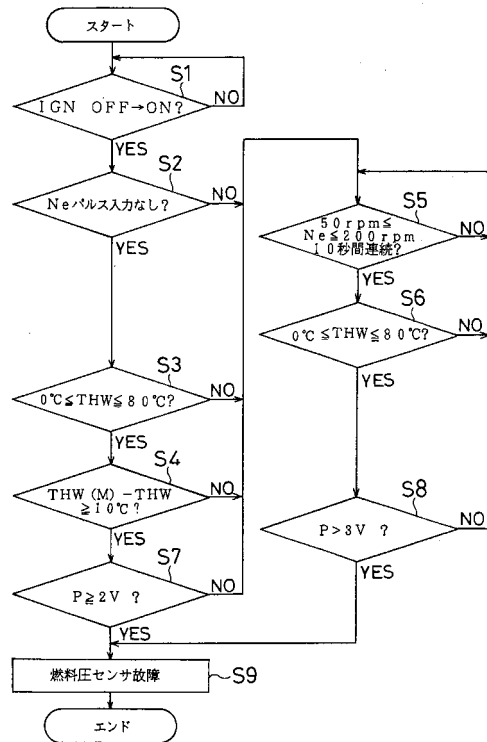 スタート
S1
IGN OFF→ON?
NO
YES
S2
Neパルス入力なし?
NO
YES
S3
0℃≦THW≦80℃?
NO
YES
S4
THW(M)-THW
≧10℃?
NO
YES
S7
P≧2V ?
NO
YES
S5
50rpm≦
Ne≦200rpm
10秒間連続?
NO
YES
S6
0℃≦THW≦80℃?
NO
YES
S8
P>3V ?
NO
YES
燃料圧センサ故障
S9
エンド